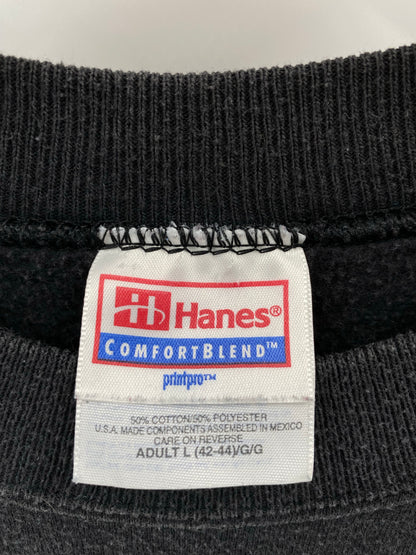 Hanes®
COMFORTBLEND™
printpro™
50% COTTON/50% POLYESTER
U.S.A. MADE COMPONENTS ASSEMBLED IN MEXICO
CARE ON REVERSE
ADULT L (42-44)/G/G